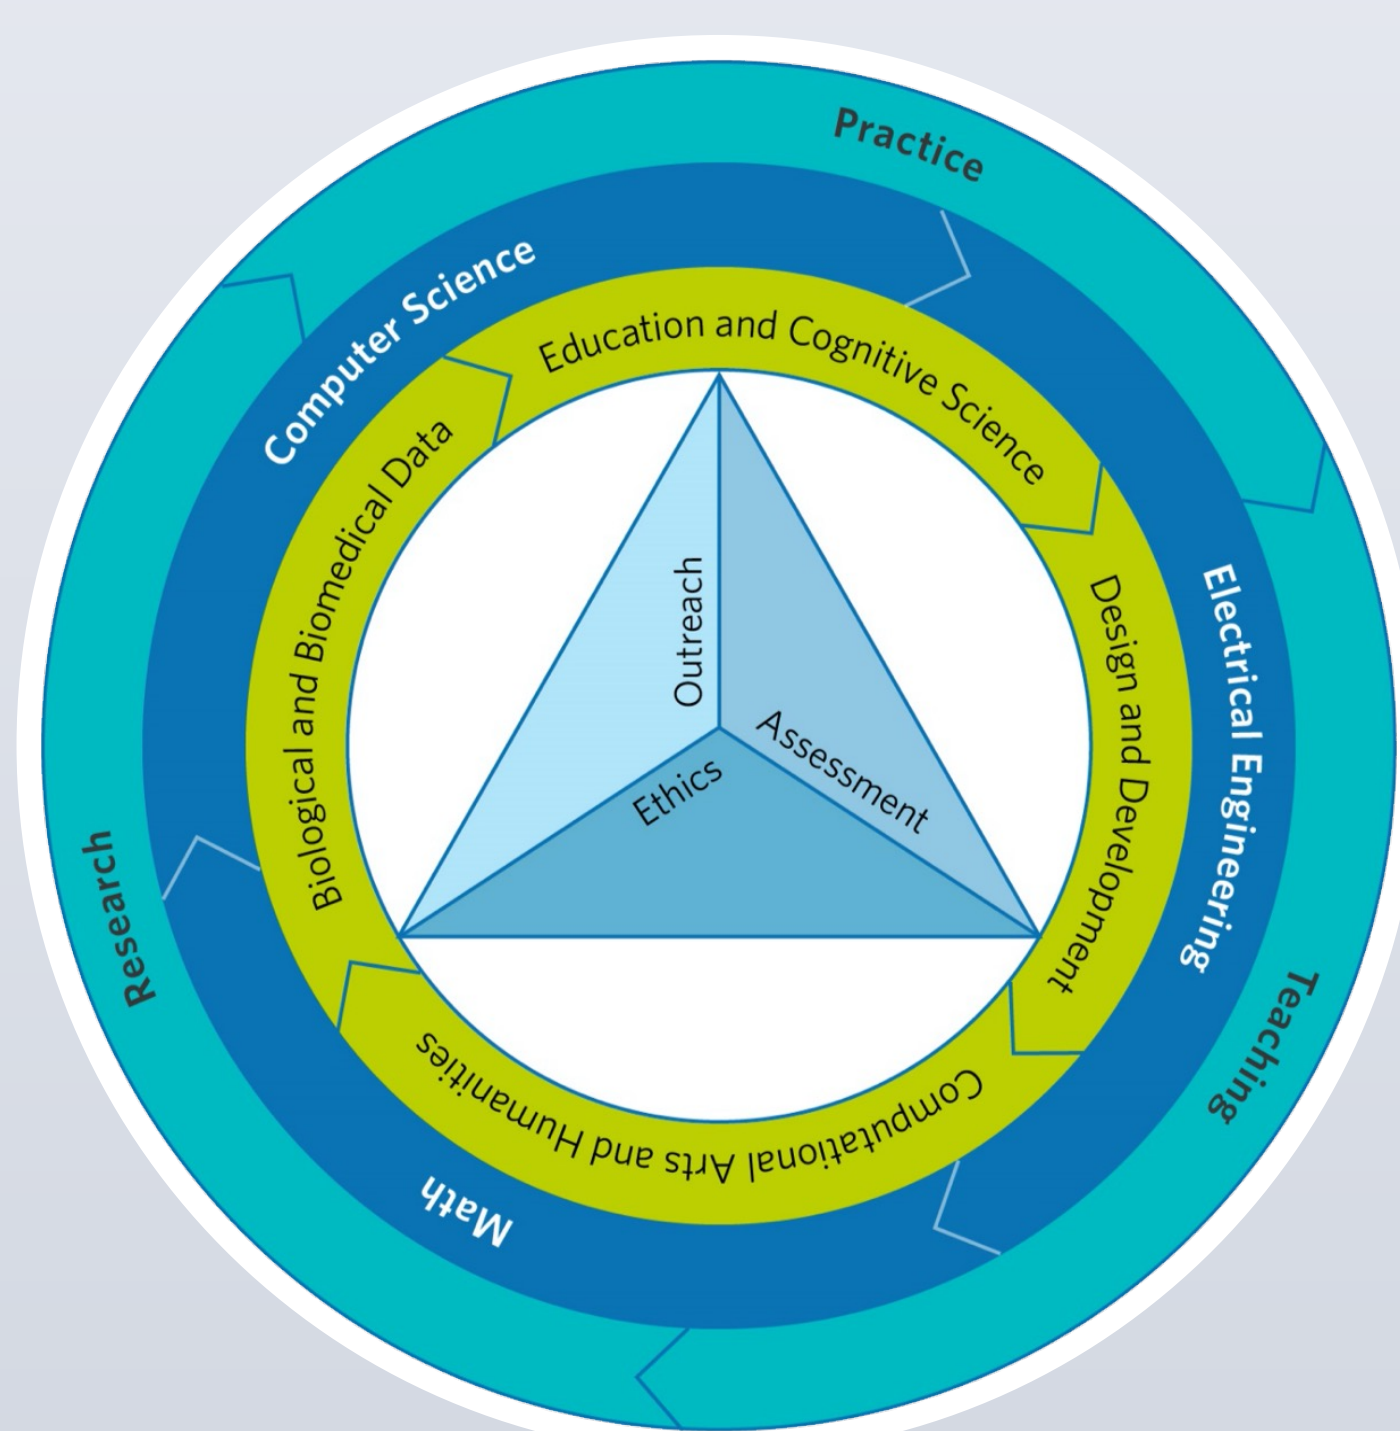 Practice
Teaching
Research
Computer Science
Electrical Engineering
Math
Education and Cognitive Science
Design and Development
Computational Arts and Humanities
Biological and Biomedical Data
Outreach
Assessment
Ethics